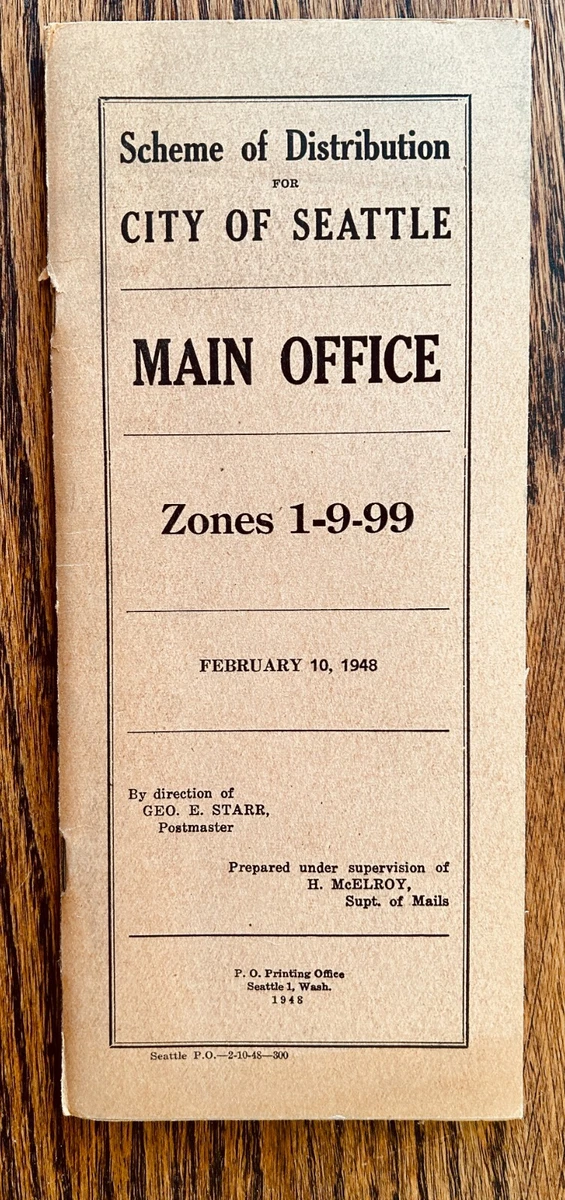 Scheme of Distribution
FOR
CITY OF SEATTLE
MAIN OFFICE
Zones 1-9-99
FEBRUARY 10, 1948
By direction of
GEO. E. STARR,
Postmaster
Prepared under supervision of
H. McELROY,
Supt. of Mails
P. O. Printing Office
Seattle 1, Wash.
1948
Seattle P.O.—2-10-48—300